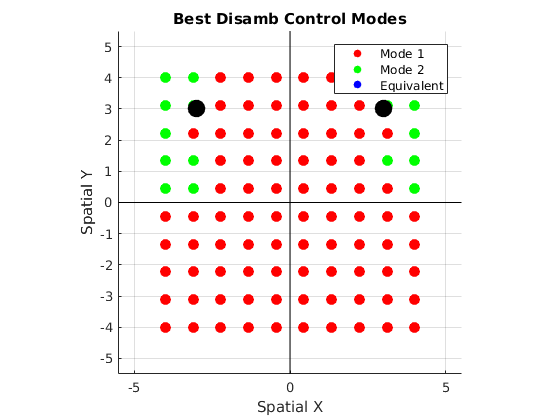 Best Disamb Control Modes
Mode 1
Mode 2
Equivalent
Spatial Y
5
4
3
2
1
0
-1
-2
-3
-4
-5
-5
0
5
Spatial X